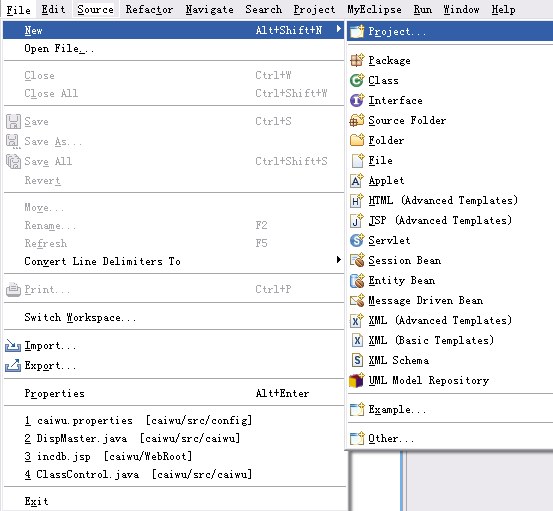 File Edit Source Refactor Navigate Search Project MyEclipse Run Window Help
New Alt+Shift+N
Open File...
Close Ctrl+W
Close All Ctrl+Shift+W
Save Ctrl+S
Save As...
Save All Ctrl+Shift+S
Revert
Move...
Rename... F2
Refresh F5
Convert Line Delimiters To
Print... Ctrl+P
Switch Workspace...
Import...
Export...
Properties Alt+Enter
1 caiwu.properties [caiwu/src/config]
2 DispMaster.java [caiwu/src/caiwu]
3 incdb.jsp [caiwu/WebRoot]
4 ClassControl.java [caiwu/src/caiwu]
Exit
Project...
Package
Class
Interface
Source Folder
Folder
File
Applet
HTML (Advanced Templates)
JSP (Advanced Templates)
Servlet
Session Bean
Entity Bean
Message Driven Bean
XML (Advanced Templates)
XML (Basic Templates)
XML Schema
UML Model Repository
Example...
Other...